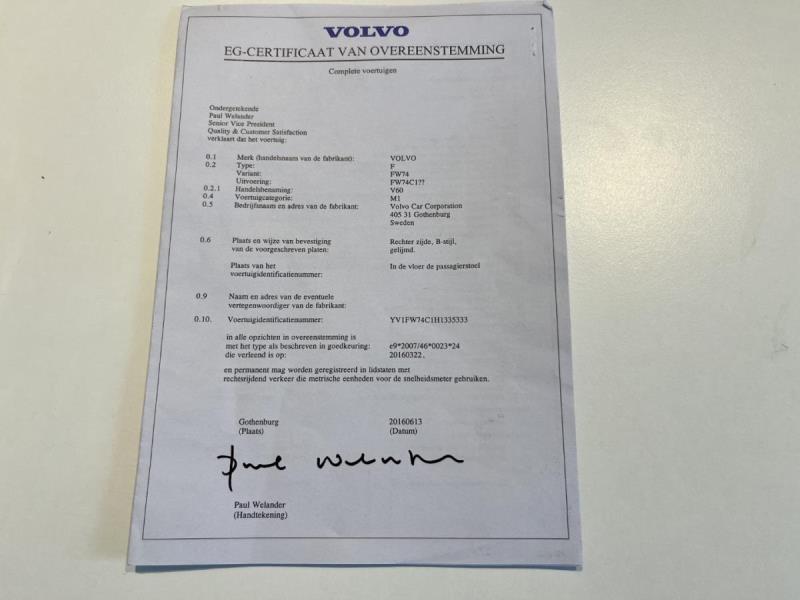 VOLVO
EG-CERTIFICAAT VAN OVEREENSTEMMING
Complete voertuigen
Ondergetekende
Paul Welander
Senior Vice President
Quality & Customer Satisfaction
verklaart dat het voertuig:
0.1 Merk (handelsnaam van de fabrikant): VOLVO
0.2 Type: F
Variant: FW74
Uitvoering: FW74C1??
0.2.1 Handelsbenaming: V60
0.4 Voertuigcategorie: M1
0.5 Bedrijfsnaam en adres van de fabrikant: Volvo Car Corporation
405 31 Gothenburg
Sweden
0.6 Plaats en wijze van bevestiging Rechter zijde, B-stijl,
van de voorgeschreven platen: gelijmd.
Plaats van het In de vloer de passagierstoel
voertuigidentificatienummer:
0.9 Naam en adres van de eventuele
vertegenwoordiger van de fabrikant:
0.10. Voertuigidentificatienummer: YV1FW74C1H1335333
in alle opzichten in overeenstemming is
met het type als beschreven in goedkeuring: e9*2007/46*0023*24
die verleend is op: 20160322.
en permanent mag worden geregistreerd in lidstaten met
rechtsrijdend verkeer die metrische eenheden voor de snelheidsmeter gebruiken.
Gothenburg 20160613
(Plaats) (Datum)
Paul Welander
Paul Welander
(Handtekening)